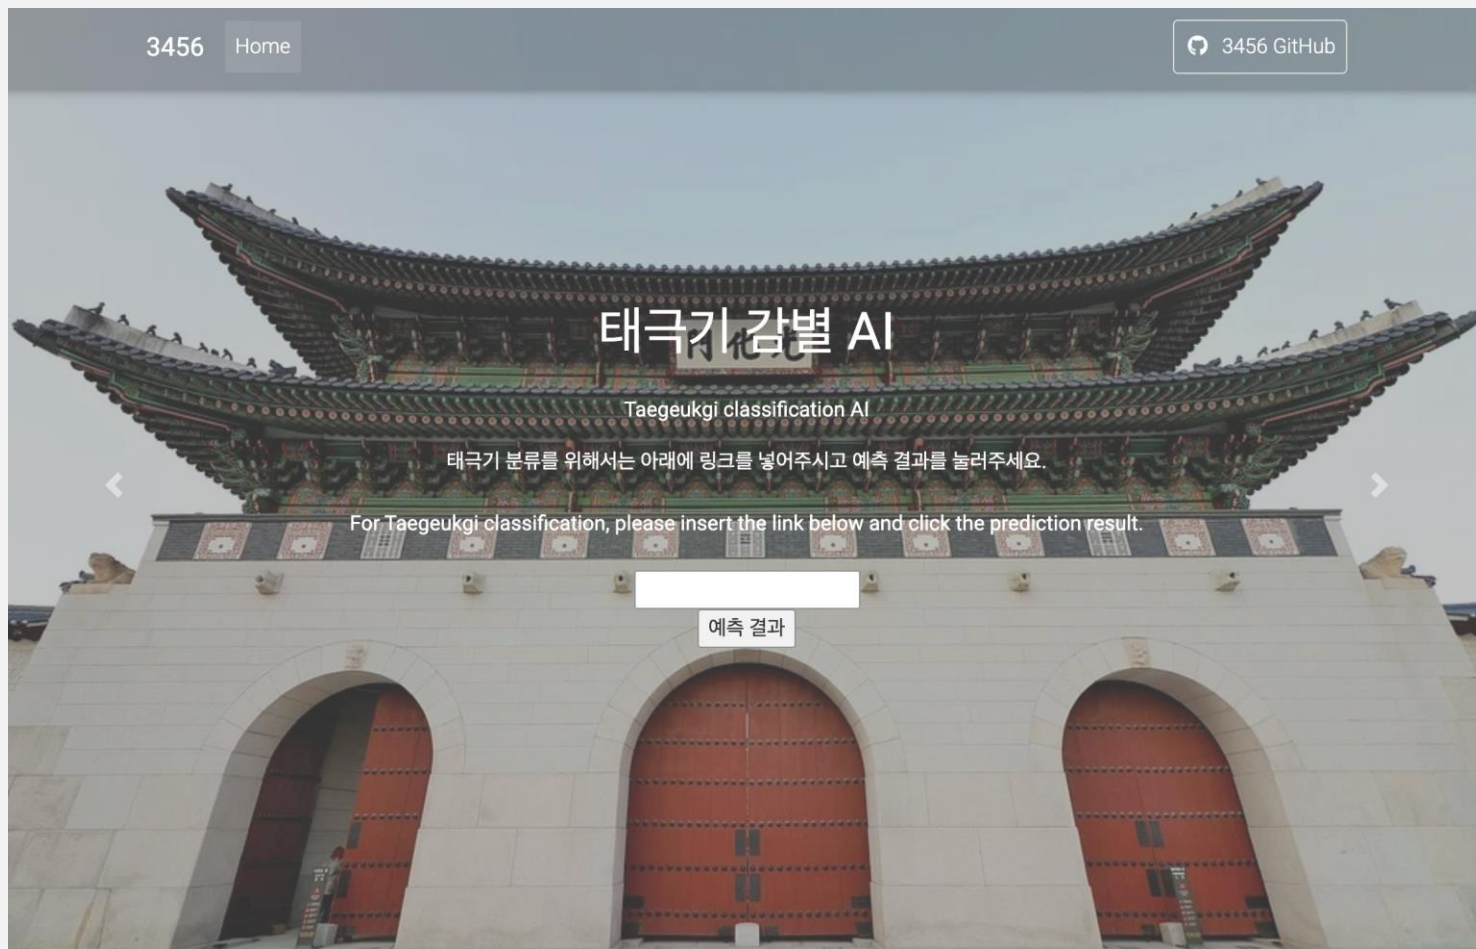 3456
Home
3456 GitHub
태극기 감별 AI
Taegeukgi classification AI
태극기 분류를 위해서는 아래에 링크를 넣어주시고 예측 결과를 눌러주세요.
For Taegeukgi classification, please insert the link below and click the prediction result.
예측 결과